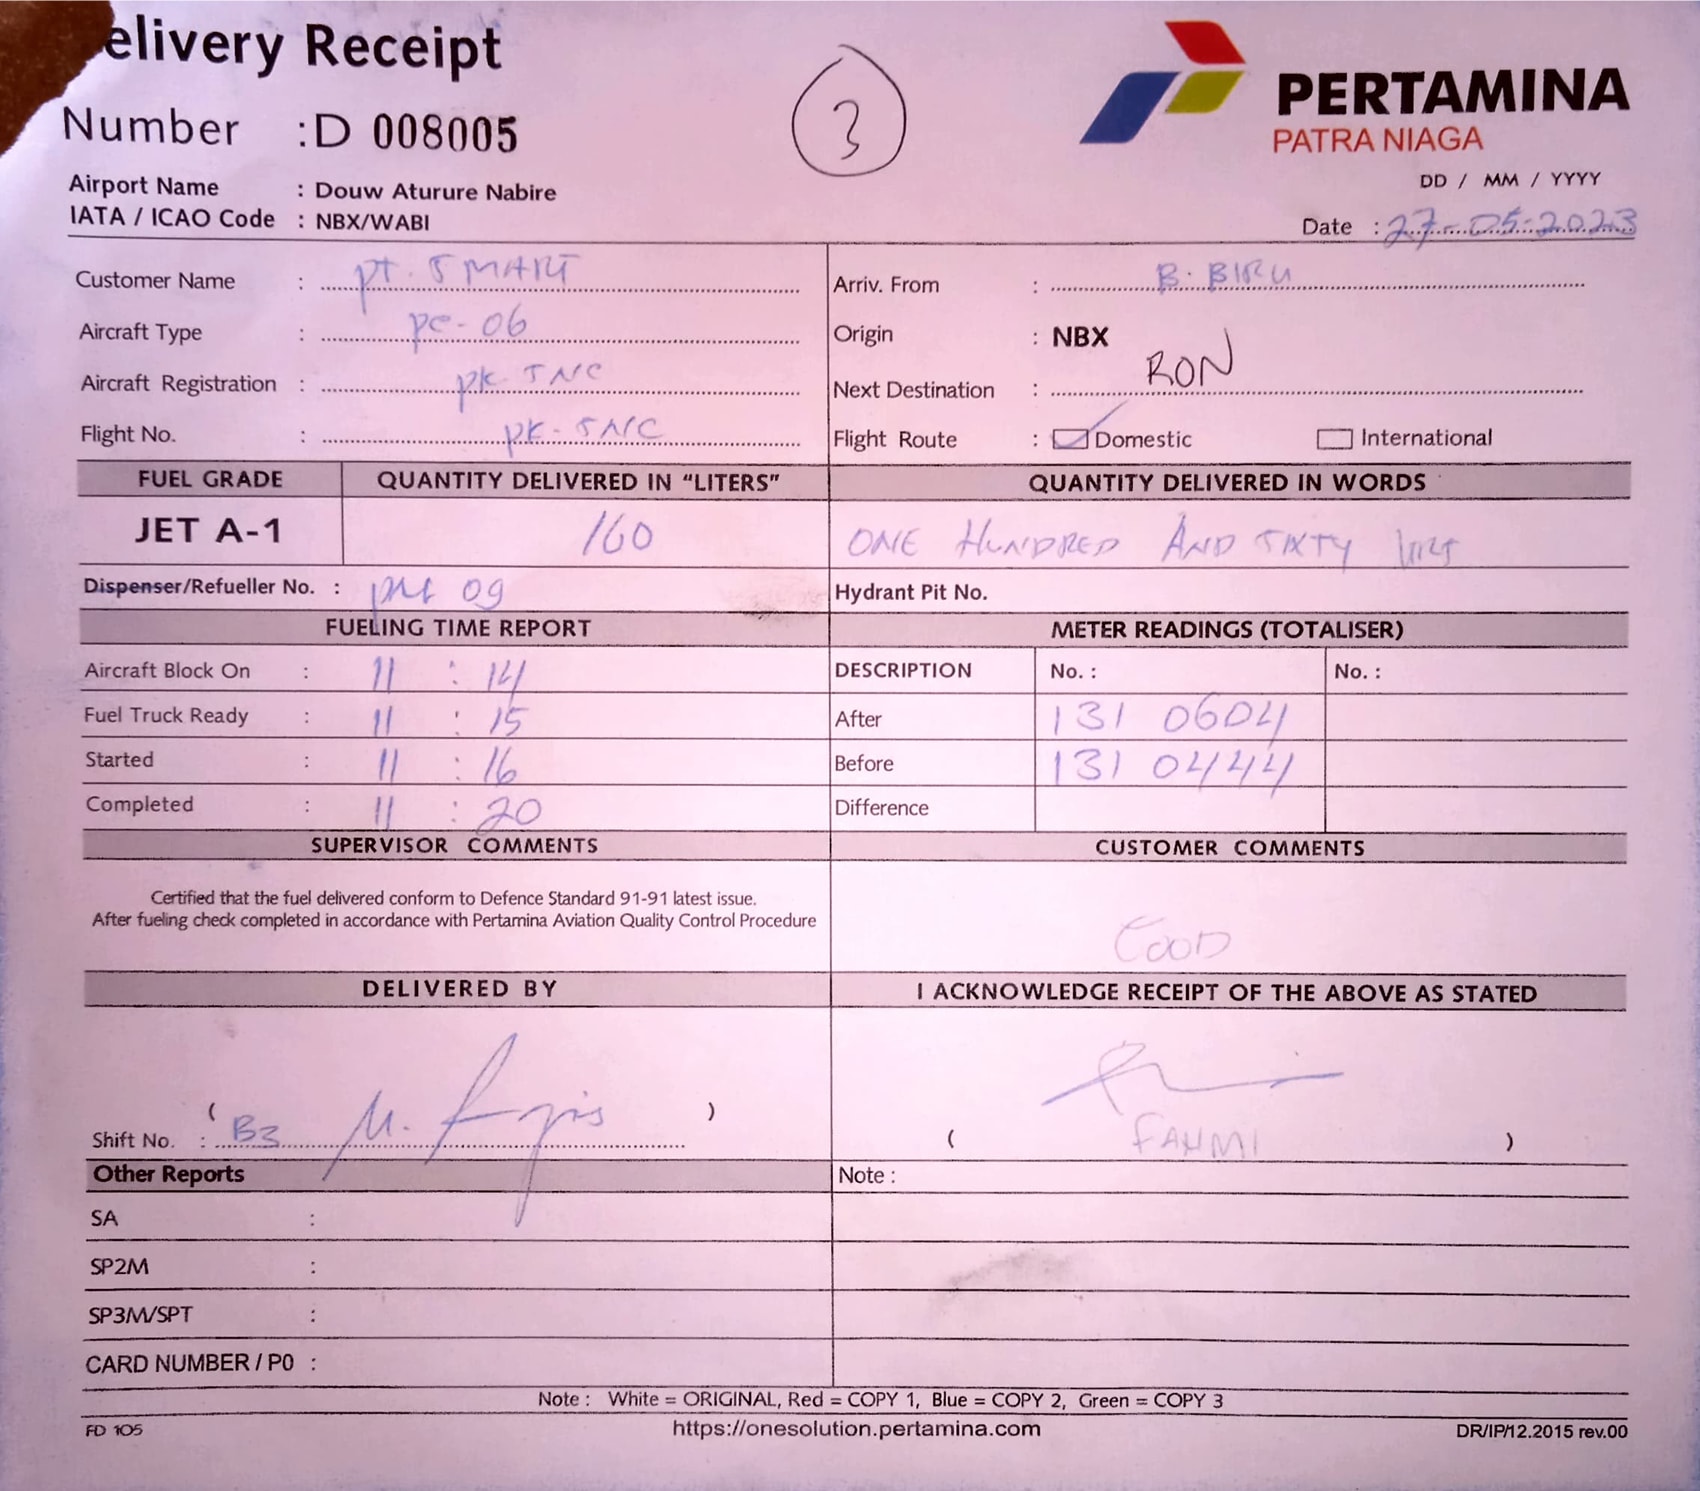 elivery Receipt
Number :D 008005
3
PERTAMINA
PATRA NIAGA
Airport Name : Douw Aturure Nabire
IATA / ICAO Code : NBX/WABI
DD / MM / YYYY
Date : 27-05-2023
Customer Name : PT. SMART
Arriv. From : B. BIRU
Aircraft Type : pc-06
Origin : NBX
Aircraft Registration : pk SNC
Next Destination : RON
Flight No. : pk-SNC
Flight Route : Domestic International
FUEL GRADE QUANTITY DELIVERED IN “LITERS” QUANTITY DELIVERED IN WORDS
JET A-1 160 ONE HUNDRED AND SIXTY
Dispenser/Refueller No. : 09
Hydrant Pit No.
FUELING TIME REPORT METER READINGS (TOTALISER)
Aircraft Block On : 11 : 14 DESCRIPTION No. : No. :
Fuel Truck Ready : 11 : 15 After 131 0604
Started : 11 : 16 Before 131 0444
Completed : 11 : 20 Difference
SUPERVISOR COMMENTS CUSTOMER COMMENTS
Certified that the fuel delivered conform to Defence Standard 91-91 latest issue.
After fueling check completed in accordance with Pertamina Aviation Quality Control Procedure
GOOD
DELIVERED BY I ACKNOWLEDGE RECEIPT OF THE ABOVE AS STATED
( )
Shift No. : B3
( FAHMI )
Other Reports Note :
SA :
SP2M :
SP3M/SPT :
CARD NUMBER / P0 :
Note : White = ORIGINAL, Red = COPY 1, Blue = COPY 2, Green = COPY 3
FD 105 https://onesolution.pertamina.com DR/IP/12.2015 rev.00